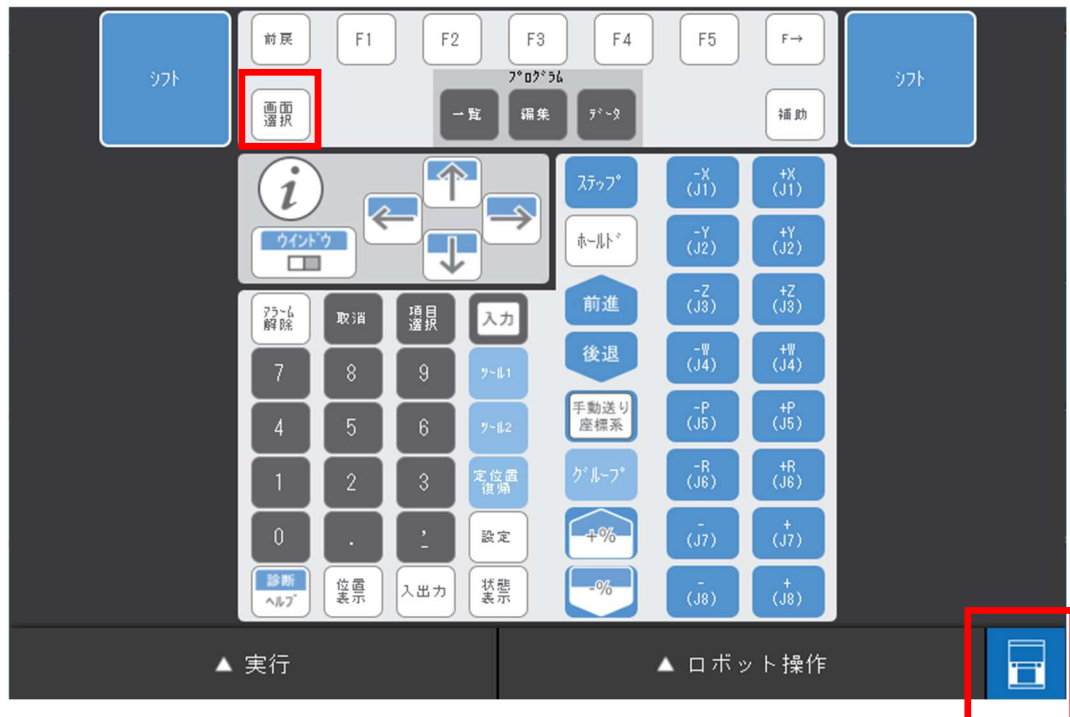 シフト
前 戻
F1
F2
F3
F4
F5
F→
シフト
プログラム
画面
選択
一 覧
編 集
データ
補 助
i
ウインドウ
ステップ
-X
(J1)
+X
(J1)
ホールド
-Y
(J2)
+Y
(J2)
前進
-Z
(J3)
+Z
(J3)
アラーム
解除
取消
項目
選択
入力
後退
-W
(J4)
+W
(J4)
7
8
9
ツール1
手動送り
座標系
-P
(J5)
+P
(J5)
4
5
6
ツール2
グループ
-R
(J6)
+R
(J6)
1
2
3
定位置
復帰
+%
-
(J7)
+
(J7)
0
.
,
-
設 定
-%
-
(J8)
+
(J8)
診断
ヘルプ
位置
表示
入出力
状態
表示
▲ 実行
▲ ロボット操作